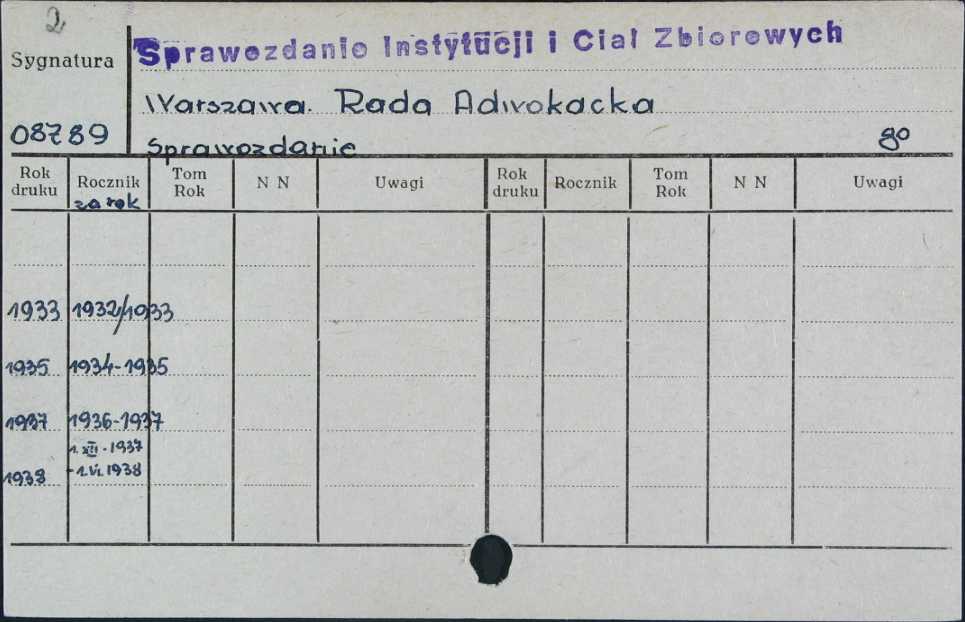 2
Sprawozdanie Instytucji i Ciał Zbiorowych
Sygnatura
Warszawa. Rada Adwokacka
08789
Sprawozdanie
go
Rok druku Rocznik Tom Rok N N Uwagi Rok druku Rocznik Tom Rok N N Uwagi
za rok
1933 1932/1933
1935 1934-1935
1937 1936-1937
1. XII - 1937
1938 - 1. VI. 1938